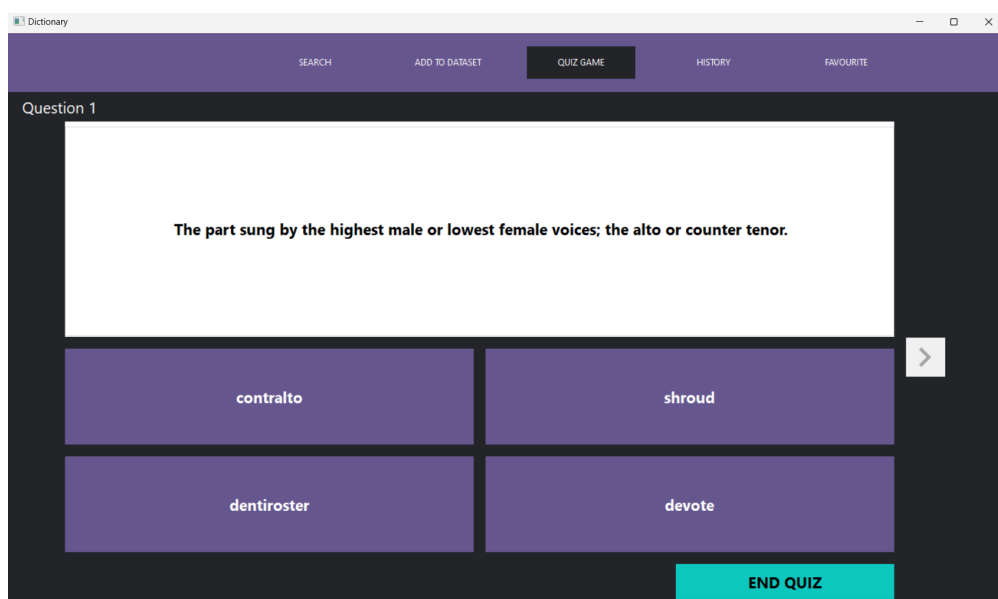 Dictionary
SEARCH ADD TO DATASET QUIZ GAME HISTORY FAVOURITE
Question 1
The part sung by the highest male or lowest female voices; the alto or counter tenor.
contralto shroud
dentiroster devote
END QUIZ